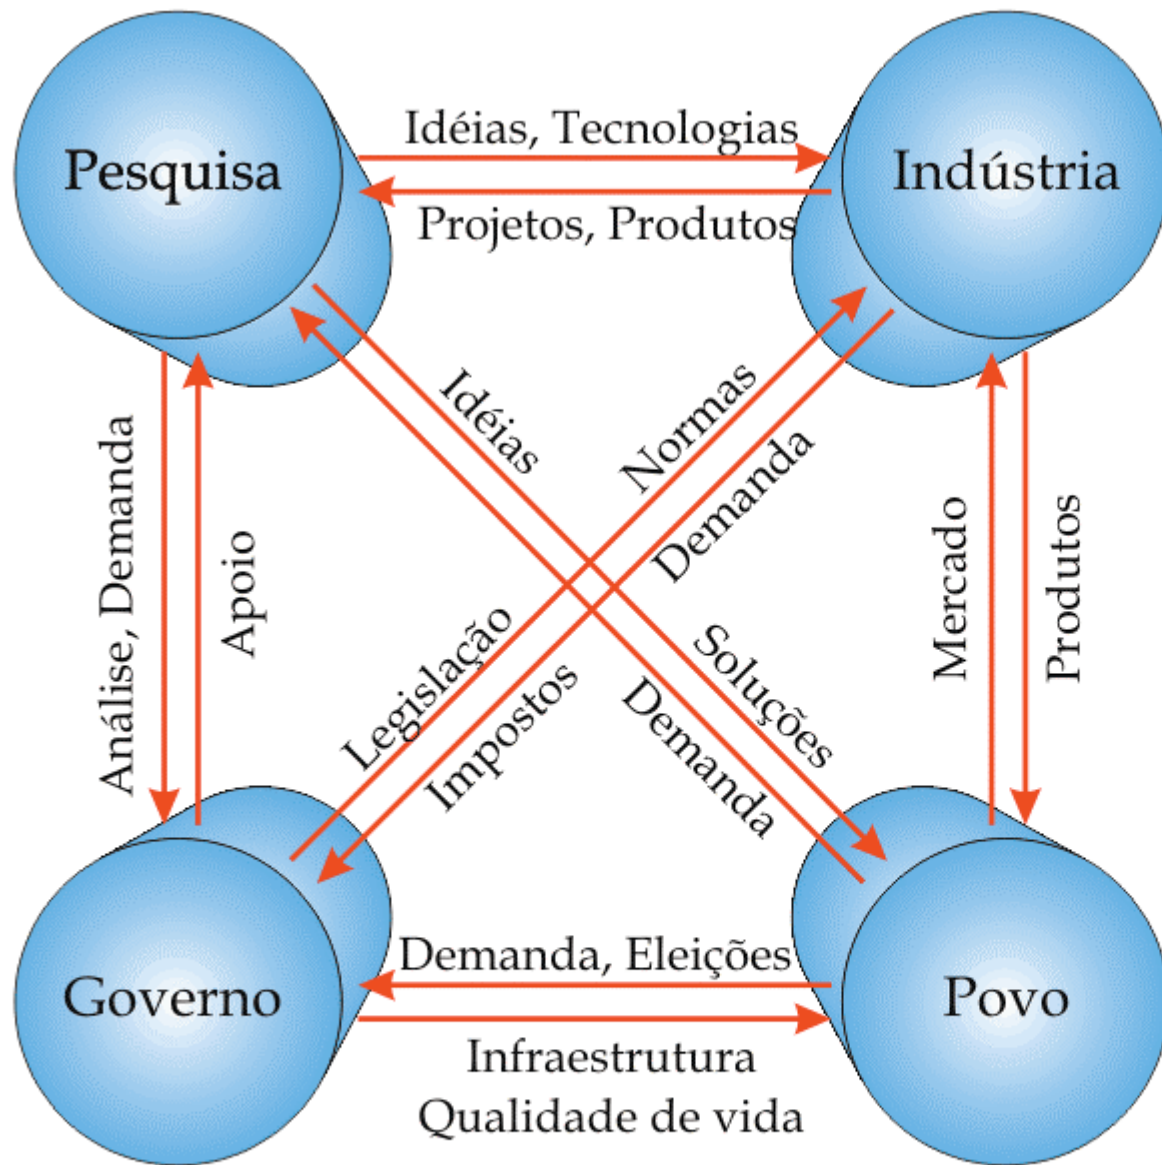 Idéias, Tecnologias
Pesquisa
Indústria
Projetos, Produtos
Idéias
Normas
Demanda
Análise, Demanda
Apoio
Mercado
Produtos
Legislação
Impostos
Soluções
Demanda
Demanda, Eleições
Governo
Povo
Infraestrutura
Qualidade de vida